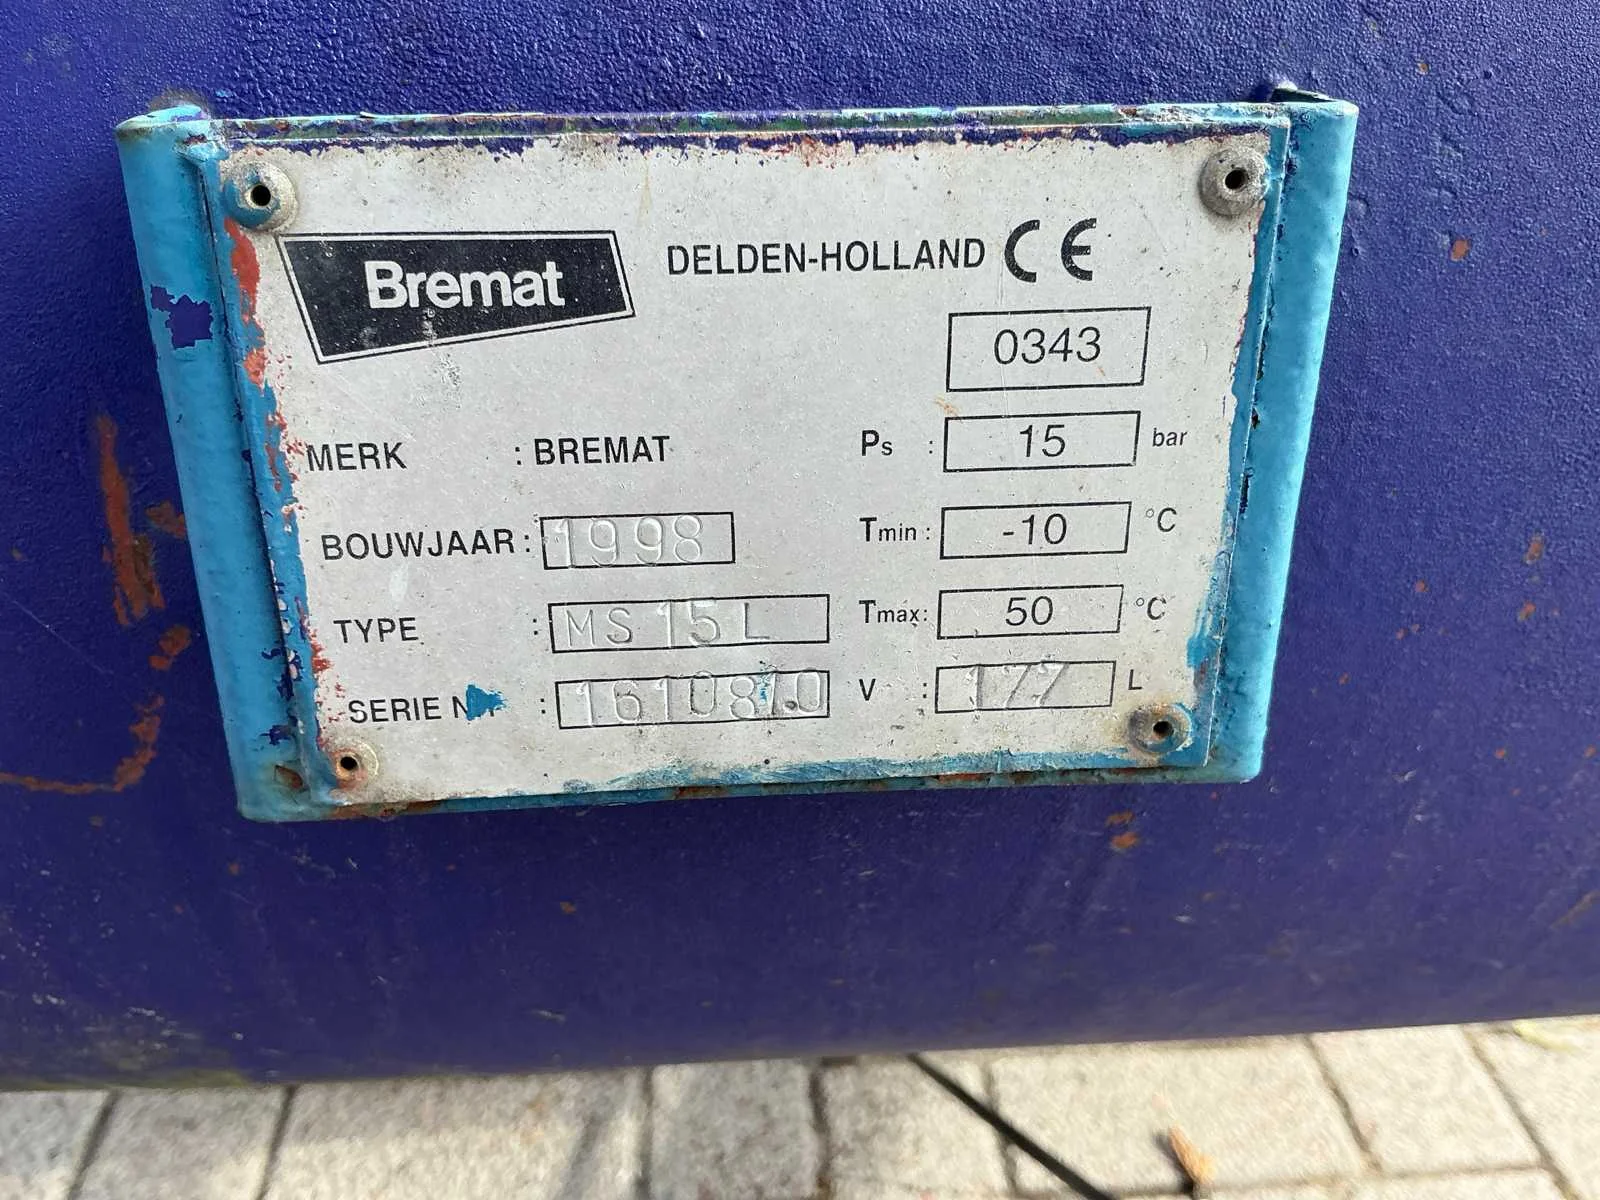 Bremat
DELDEN-HOLLAND CE
0343
MERK : BREMAT
Ps : 15 bar
BOUWJAAR: 1998
Tmin : -10 °C
TYPE : MS 15 L
Tmax: 50 °C
SERIE :
V : 177 L